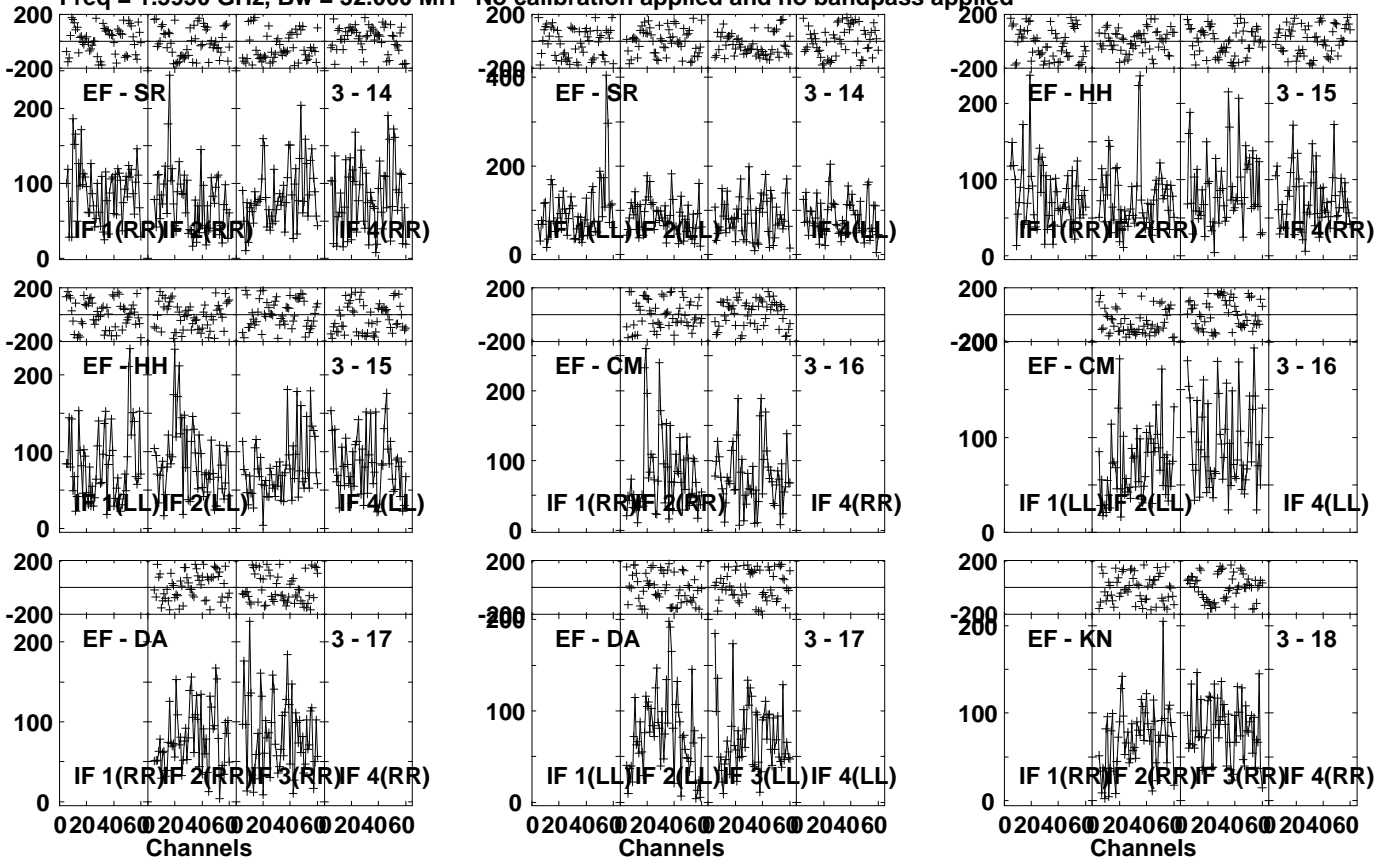 Freq = 1.5950 GHz, Bw = 32.000 MH No calibration applied and no bandpass applied
200
-200
EF - SR 3 - 14
200
100
0
IF 1(RR) IF 2(RR) IF 4(RR)
200
-200
400
EF - SR 3 - 14
200
0
IF 1(LL) IF 2(LL) IF 4(LL)
200
-200
EF - HH 3 - 15
200
100
0
IF 1(RR) IF 2(RR) IF 4(RR)
200
-200
EF - HH 3 - 15
200
100
0
IF 1(LL) IF 2(LL) IF 4(LL)
200
-200
EF - CM 3 - 16
200
100
0
IF 1(RR) IF 2(RR) IF 4(RR)
200
-200
200
EF - CM 3 - 16
100
0
IF 1(LL) IF 2(LL) IF 4(LL)
200
-200
EF - DA 3 - 17
200
100
0
IF 1(RR) IF 2(RR) IF 3(RR) IF 4(RR)
0 20 40 60 0 20 40 60 0 20 40 60 0 20 40 60
Channels
200
-200
200
EF - DA 3 - 17
100
0
IF 1(LL) IF 2(LL) IF 3(LL) IF 4(LL)
0 20 40 60 0 20 40 60 0 20 40 60 0 20 40 60
Channels
200
-200
200
EF - KN 3 - 18
100
0
IF 1(RR) IF 2(RR) IF 3(RR) IF 4(RR)
0 20 40 60 0 20 40 60 0 20 40 60 0 20 40 60
Channels